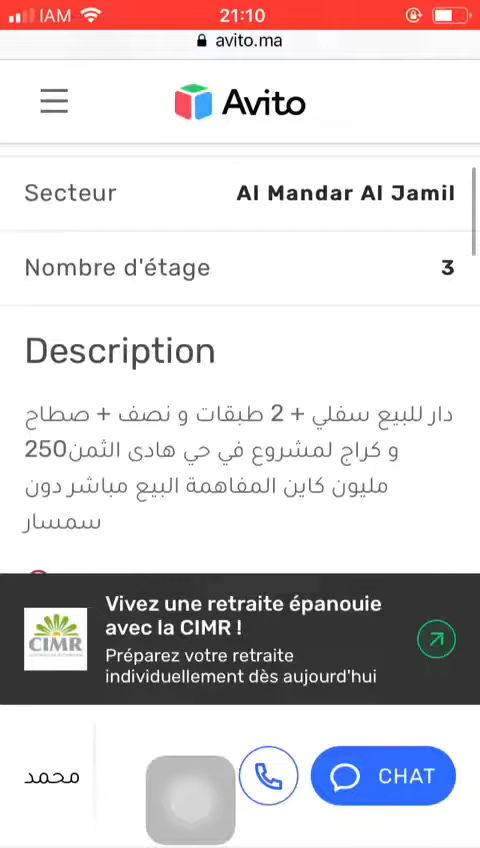 IAM
21:10
avito.ma
Avito
Secteur
Al Mandar Al Jamil
Nombre d'étage
3
Description
دار للبيع سفلي + 2 طبقات و نصف + صطاح
و كراج لمشروع في حي هادى الثمن250
مليون كاين المفاهمة البيع مباشر دون
سمسار
CIMR
Vivez une retraite épanouie
avec la CIMR !
Préparez votre retraite
individuellement dès aujourd'hui
محمد
CHAT